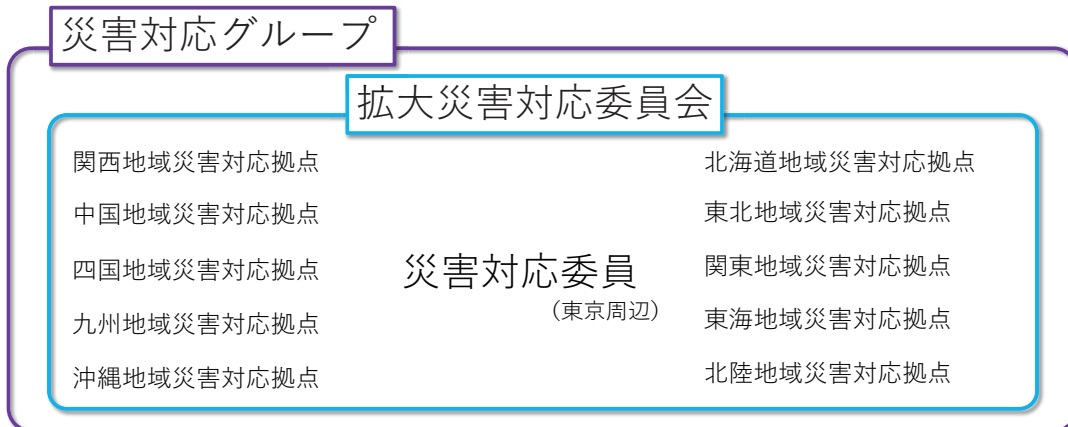 災害対応グループ
拡大災害対応委員会
関西地域災害対応拠点
中国地域災害対応拠点
四国地域災害対応拠点
九州地域災害対応拠点
沖縄地域災害対応拠点
災害対応委員
（東京周辺）
北海道地域災害対応拠点
東北地域災害対応拠点
関東地域災害対応拠点
東海地域災害対応拠点
北陸地域災害対応拠点